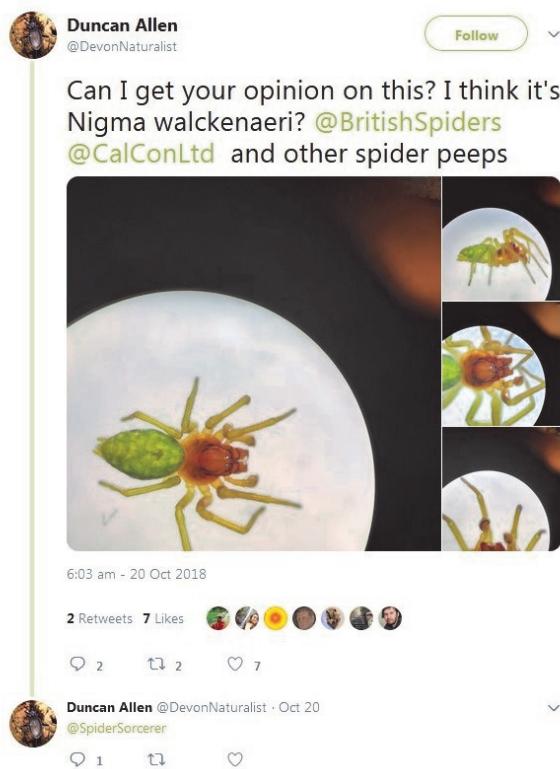 Duncan Allen
@DevonNaturalist
Follow
Can I get your opinion on this? I think it's
Nigma walckenaeri? @BritishSpiders
@CalConLtd and other spider peeps
6:03 am - 20 Oct 2018
2 Retweets 7 Likes
2 2 7
Duncan Allen @DevonNaturalist · Oct 20
@SpiderSorcerer
1